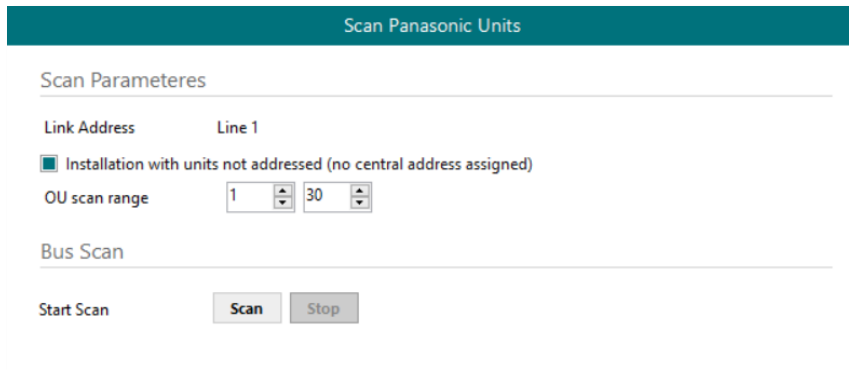 Scan Panasonic Units
Scan Parameteres
Link Address Line 1
Installation with units not addressed (no central address assigned)
OU scan range 1 30
Bus Scan
Start Scan Scan Stop